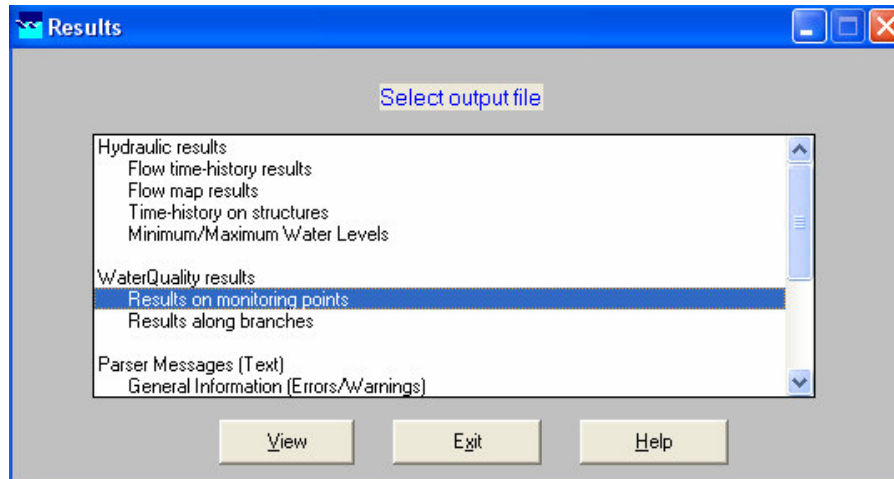 Results
Select output file
Hydraulic results
Flow time-history results
Flow map results
Time-history on structures
Minimum/Maximum Water Levels
WaterQuality results
Results on monitoring points
Results along branches
Parser Messages (Text)
General Information (Errors/Warnings)
View Exit Help